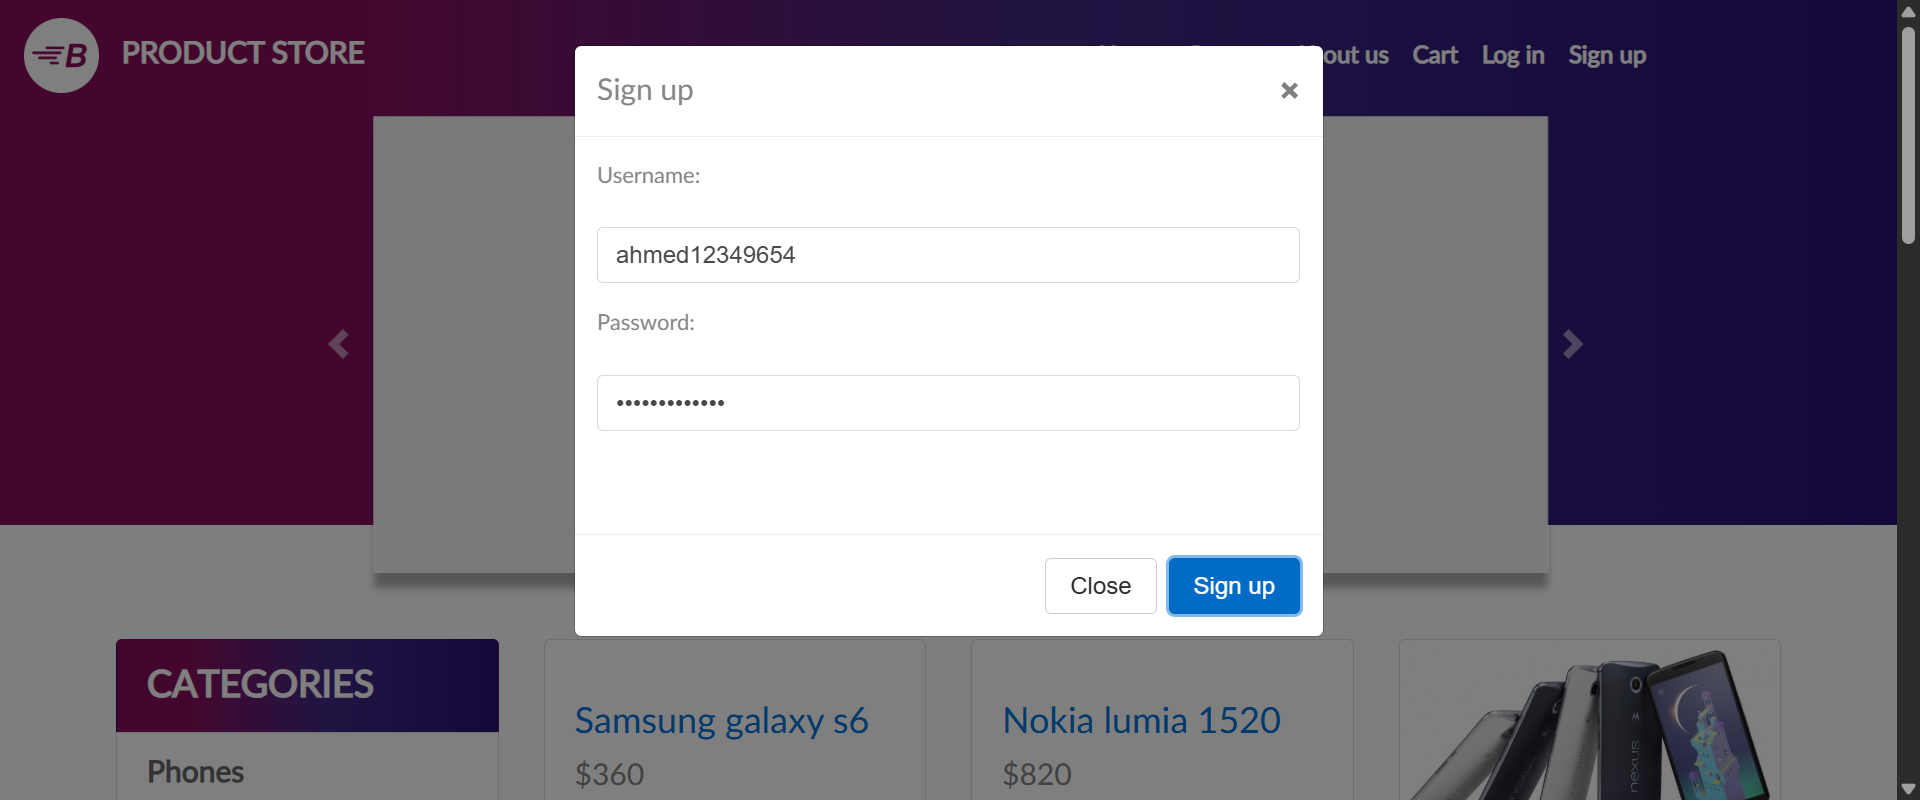 B PRODUCT STORE
out us Cart Log in Sign up
Sign up
Username:
ahmed12349654
Password:
•••••••••••••
Close Sign up
CATEGORIES
Phones
Samsung galaxy s6
$360
Nokia lumia 1520
$820
nexus